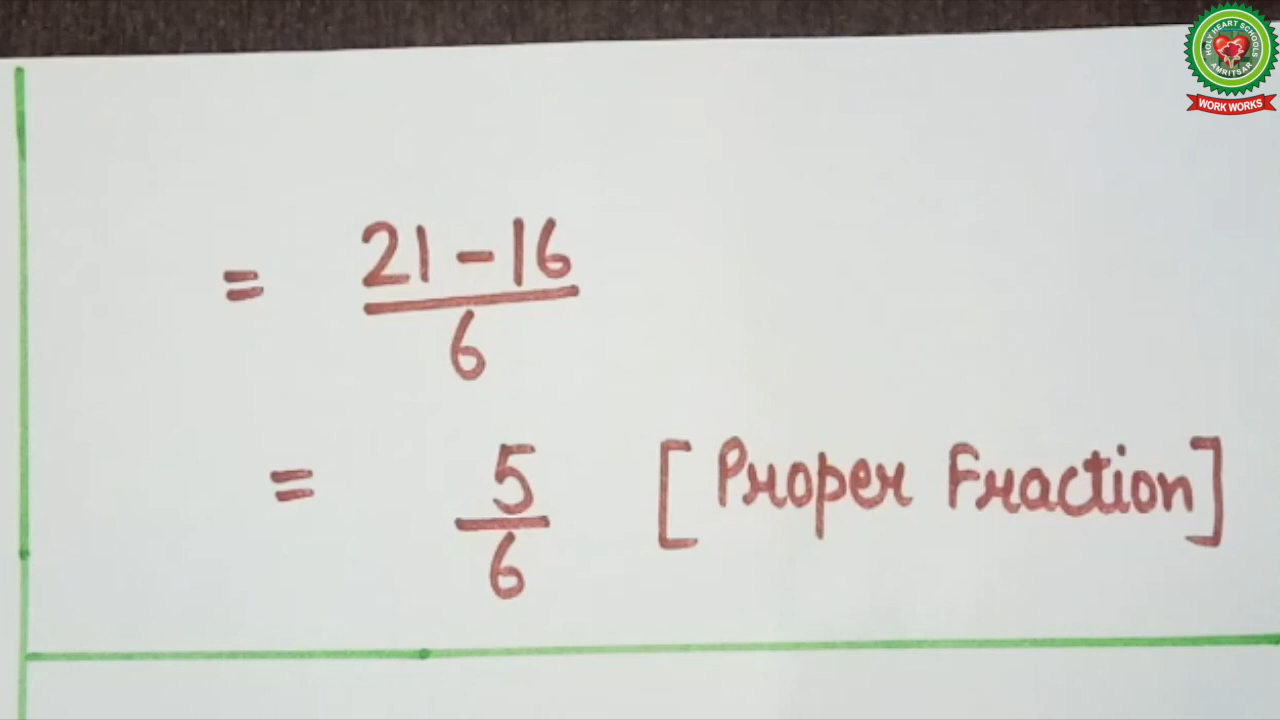 HOLY HEART SCHOOLS
AMRITSAR
WORK WORKS
= 21 - 16
6
= 5 [Proper Fraction]
6